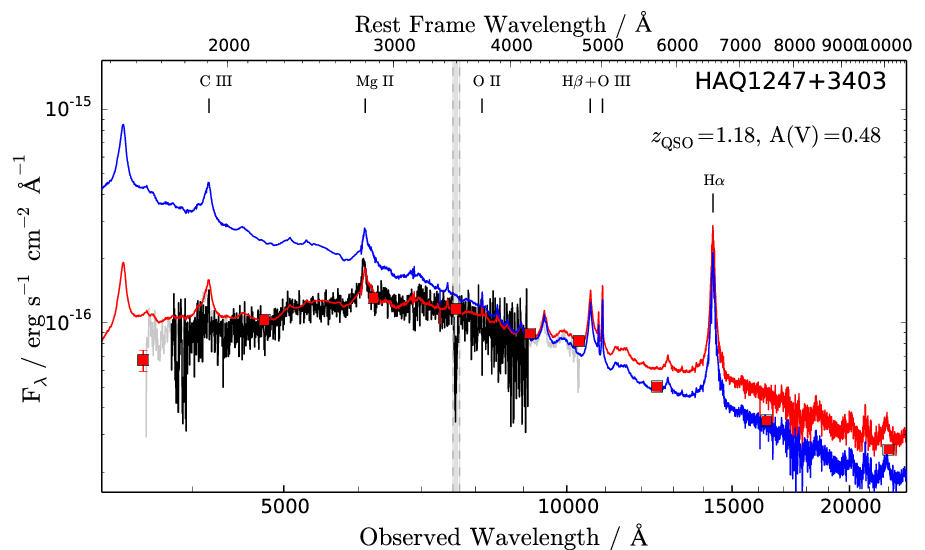 Rest Frame Wavelength / Å
2000 3000 4000 5000 6000 7000 8000 9000 10000
C III Mg II O II Hβ+O III HAQ1247+3403
10⁻¹⁵
z_QSO=1.18, A(V)=0.48
Hα
10⁻¹⁶
F_λ / erg s⁻¹ cm⁻² Å⁻¹
5000 10000 15000 20000
Observed Wavelength / Å